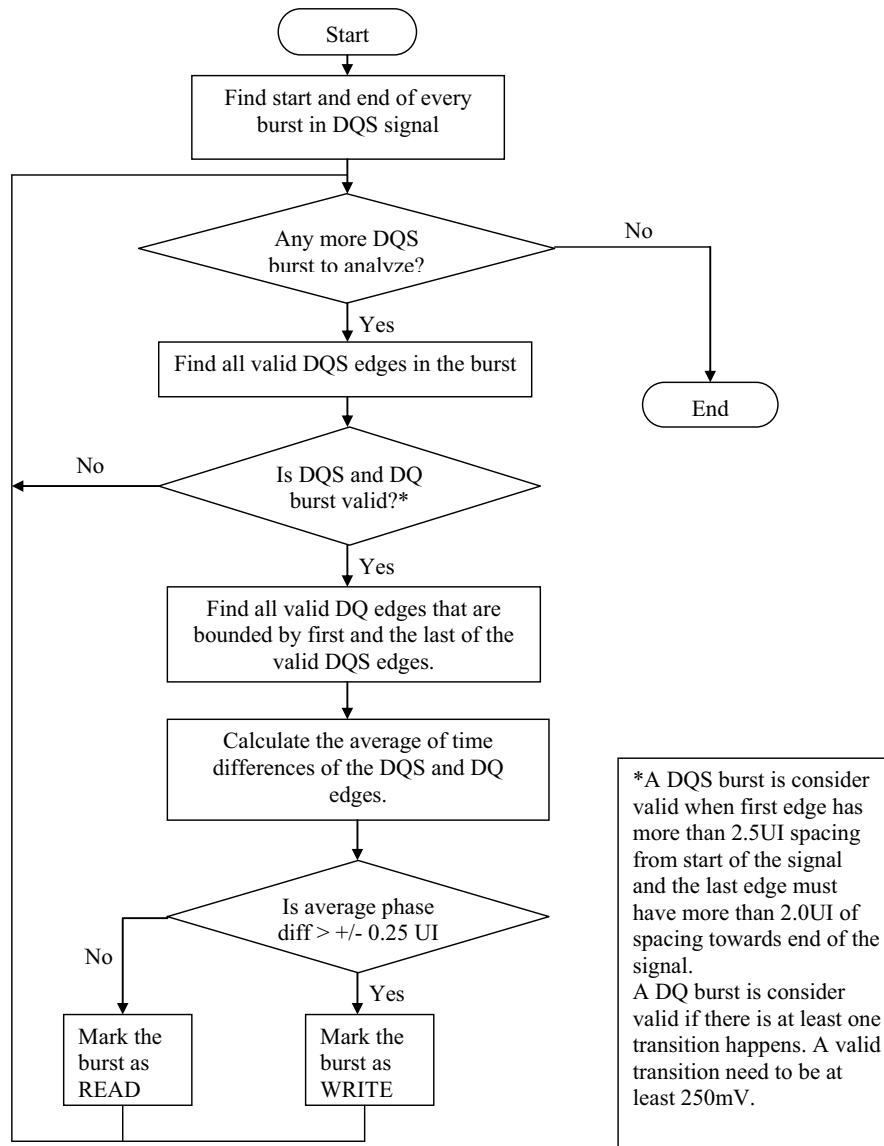 Start
Find start and end of every
burst in DQS signal
Any more DQS
burst to analyze?
No
Yes
Find all valid DQS edges in the burst
End
No
Is DQS and DQ
burst valid?*
Yes
Find all valid DQ edges that are
bounded by first and the last of the
valid DQS edges.
Calculate the average of time
differences of the DQS and DQ
edges.
Is average phase
diff > +/- 0.25 UI
No
Yes
Mark the
burst as
READ
Mark the
burst as
WRITE
*A DQS burst is consider
valid when first edge has
more than 2.5UI spacing
from start of the signal
and the last edge must
have more than 2.0UI of
spacing towards end of the
signal.
A DQ burst is consider
valid if there is at least one
transition happens. A valid
transition need to be at
least 250mV.